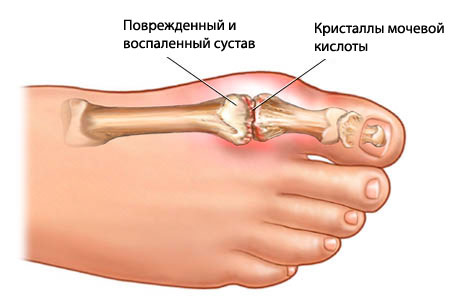 Поврежденный и
воспаленный сустав
Кристаллы мочевой
кислоты